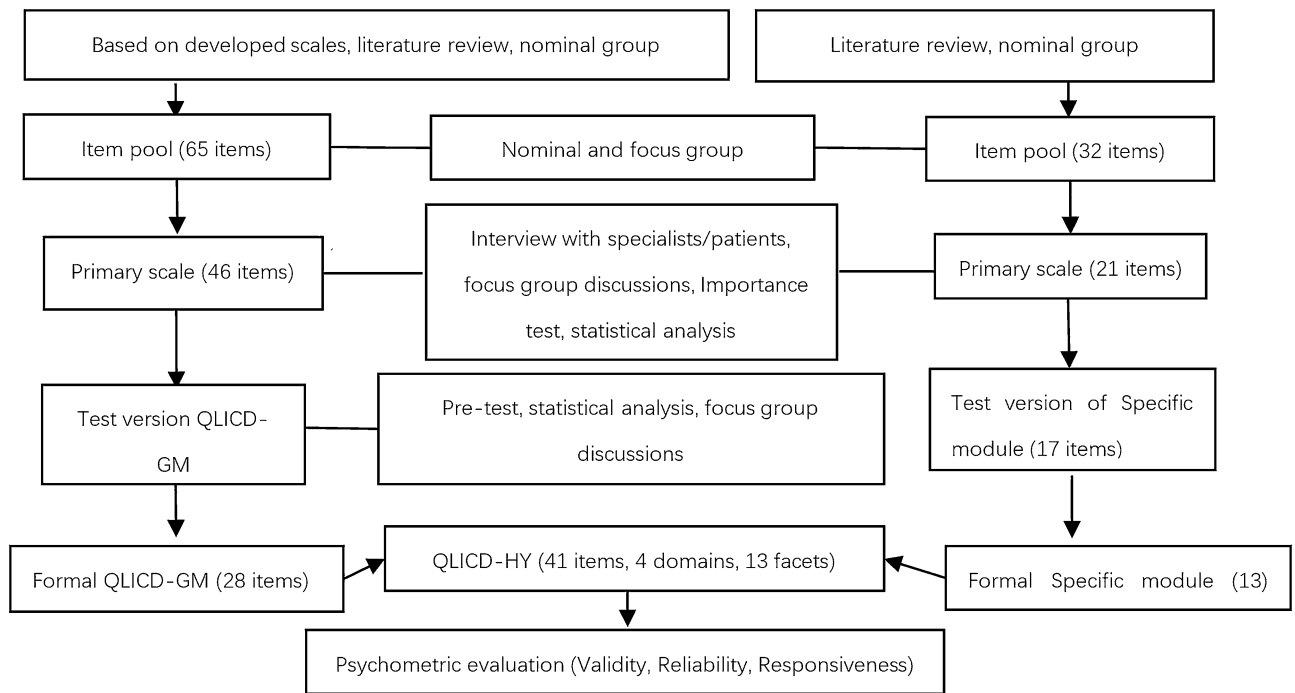 Based on developed scales, literature review, nominal group
Literature review, nominal group
Item pool (65 items)
Nominal and focus group
Item pool (32 items)
Primary scale (46 items)
Interview with specialists/patients,
focus group discussions, Importance
test, statistical analysis
Primary scale (21 items)
Test version QLICD-
GM
Pre-test, statistical analysis, focus group
discussions
Test version of Specific
module (17 items)
Formal QLICD-GM (28 items)
QLICD-HY (41 items, 4 domains, 13 facets)
Formal Specific module (13)
Psychometric evaluation (Validity, Reliability, Responsiveness)